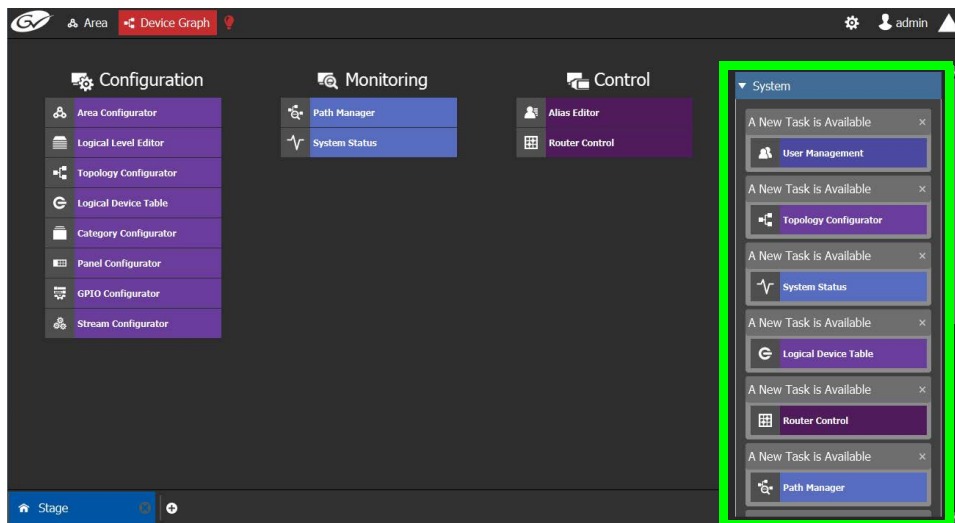 GV Area Device Graph admin
Configuration
Area Configurator
Logical Level Editor
Topology Configurator
Logical Device Table
Category Configurator
Panel Configurator
GPIO Configurator
Stream Configurator
Monitoring
Path Manager
System Status
Control
Alias Editor
Router Control
System
A New Task is Available
User Management
A New Task is Available
Topology Configurator
A New Task is Available
System Status
A New Task is Available
Logical Device Table
A New Task is Available
Router Control
A New Task is Available
Path Manager
Stage